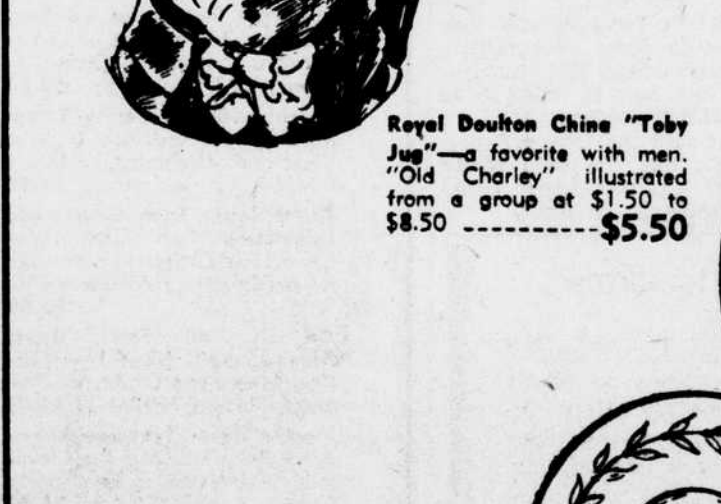 Royal Doulton China "Toby
Jug"—a favorite with men.
"Old Charley" illustrated
from a group at $1.50 to
$8.50 -----------$5.50